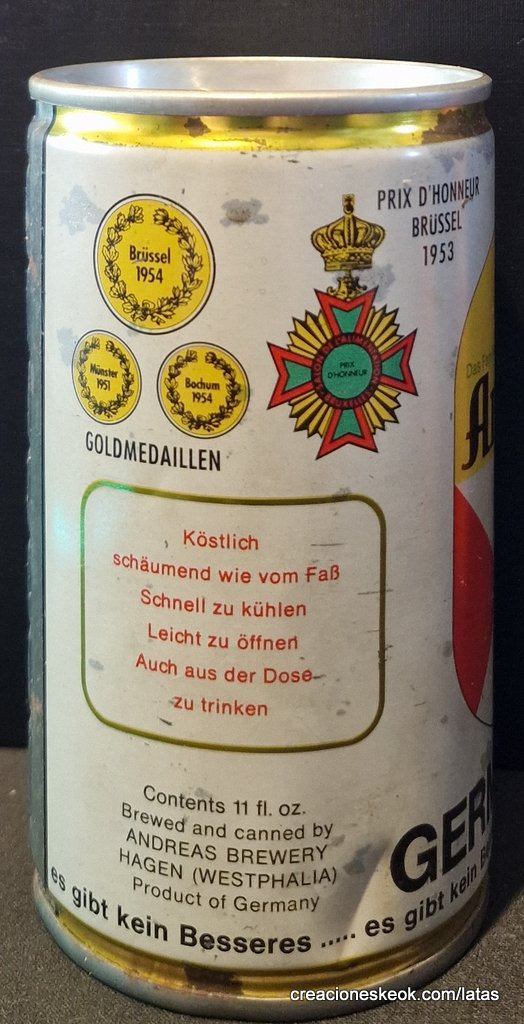 PRIX D'HONNEUR
BRÜSSEL
1953
Brüssel
1954
Münster
1951
Bochum
1954
PRIX
D'HONNEUR
GOLDMEDAILLEN
Köstlich
schäumend wie vom Faß
Schnell zu kühlen
Leicht zu öffnen
Auch aus der Dose
zu trinken
Contents 11 fl. oz.
Brewed and canned by
ANDREAS BREWERY
HAGEN (WESTPHALIA)
Product of Germany
GER
es gibt kein Besseres ..... es gibt kein
creacioneskeok.com/latas